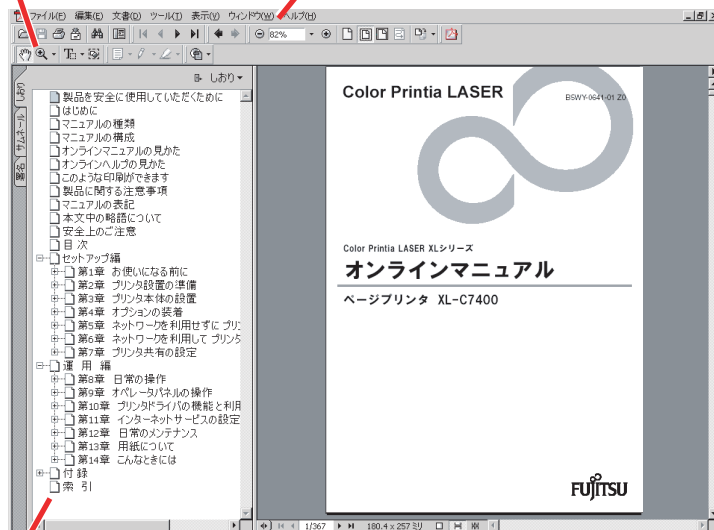 ファイル(F) 編集(E) 文書(D) ツール(T) 表示(V) ウィンドウ(W) ヘルプ(H)
82%
しおり
しおり
サムネール
注釈
製品を安全に使用していただくために
はじめに
マニュアルの種類
マニュアルの構成
オンラインマニュアルの見かた
オンラインヘルプの見かた
このような印刷ができます
製品に関する注意事項
マニュアルの表記
本文中の略語について
安全上のご注意
目 次
セットアップ編
第1章 お使いになる前に
第2章 プリンタ設置の準備
第3章 プリンタ本体の設置
第4章 オプションの装着
第5章 ネットワークを利用せずに プリ
第6章 ネットワークを利用して プリンタ
第7章 プリンタ共有の設定
運 用 編
第8章 日常の操作
第9章 オペレータパネルの操作
第10章 プリンタドライバの機能と利用
第11章 インターネットサービスの設定
第12章 日常のメンテナンス
第13章 用紙について
第14章 こんなときには
付 録
索 引
Color Printia LASER
B5WY-0641-01 Z0
Color Printia LASER XLシリーズ
オンラインマニュアル
ページプリンタ XL-C7400
FUJITSU
1/367
180.4 x 257 ミリ